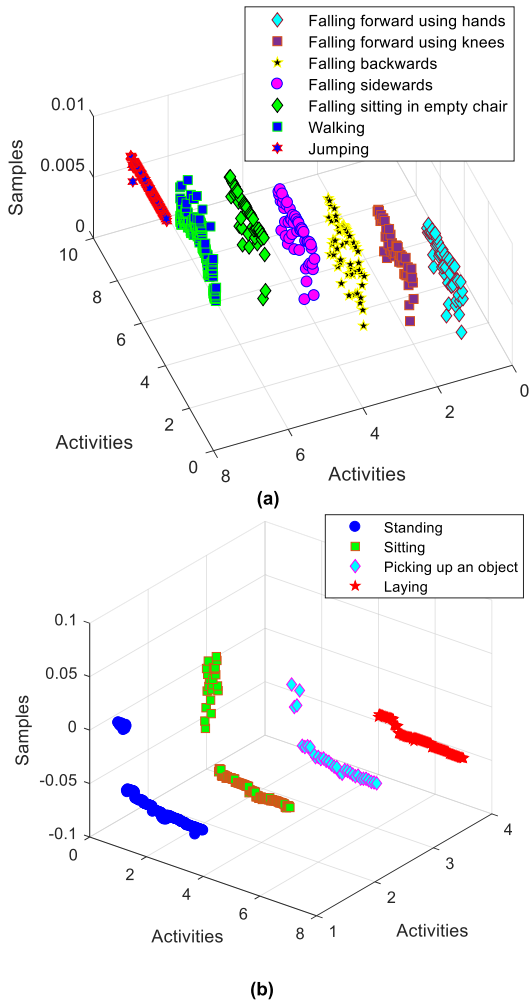 Falling forward using hands
Falling forward using knees
Falling backwards
Falling sidewards
Falling sitting in empty chair
Walking
Jumping
0.01
0.005
0
Samples
10
8
6
4
2
0
Activities
8
6
4
2
0
Activities
(a)
Standing
Sitting
Picking up an object
Laying
0.1
0.05
0
-0.05
-0.1
Samples
0
2
4
6
8
Activities
1
2
3
4
Activities
(b)